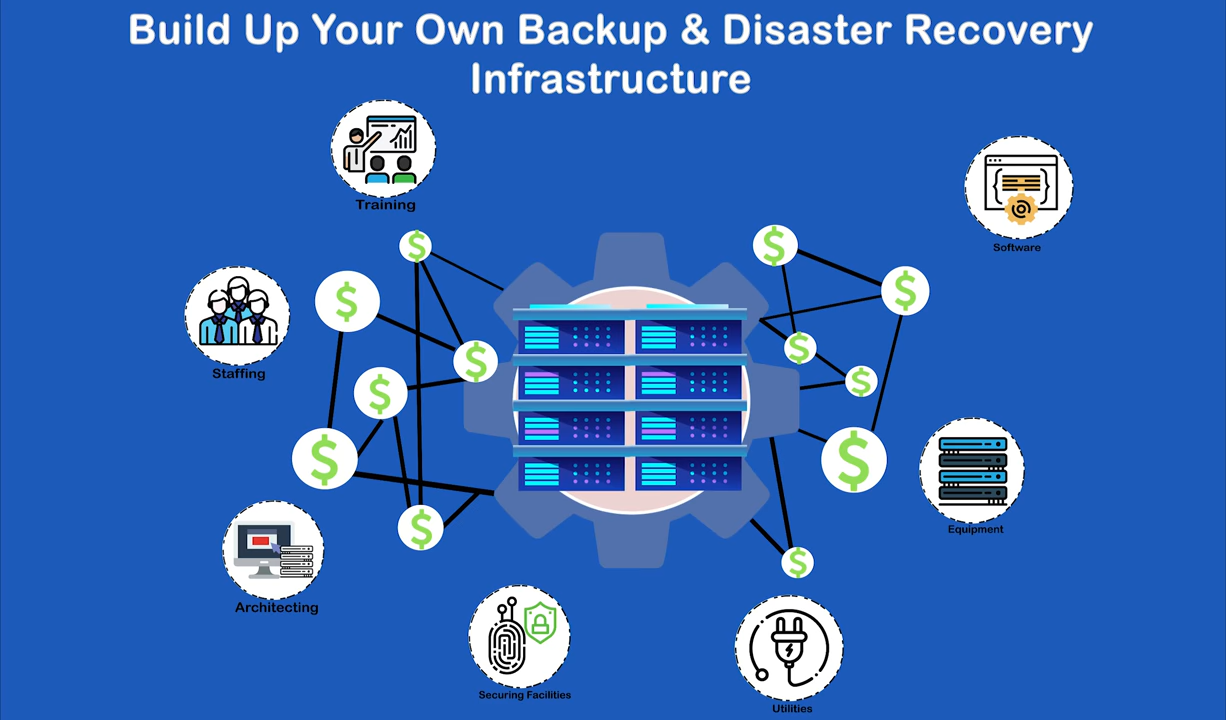 Build Up Your Own Backup & Disaster Recovery
Infrastructure
Training
Software
Staffing
Equipment
Architecting
Securing Facilities
Utilities
$
$
$
$
$
$
$
$
$
$
$
$